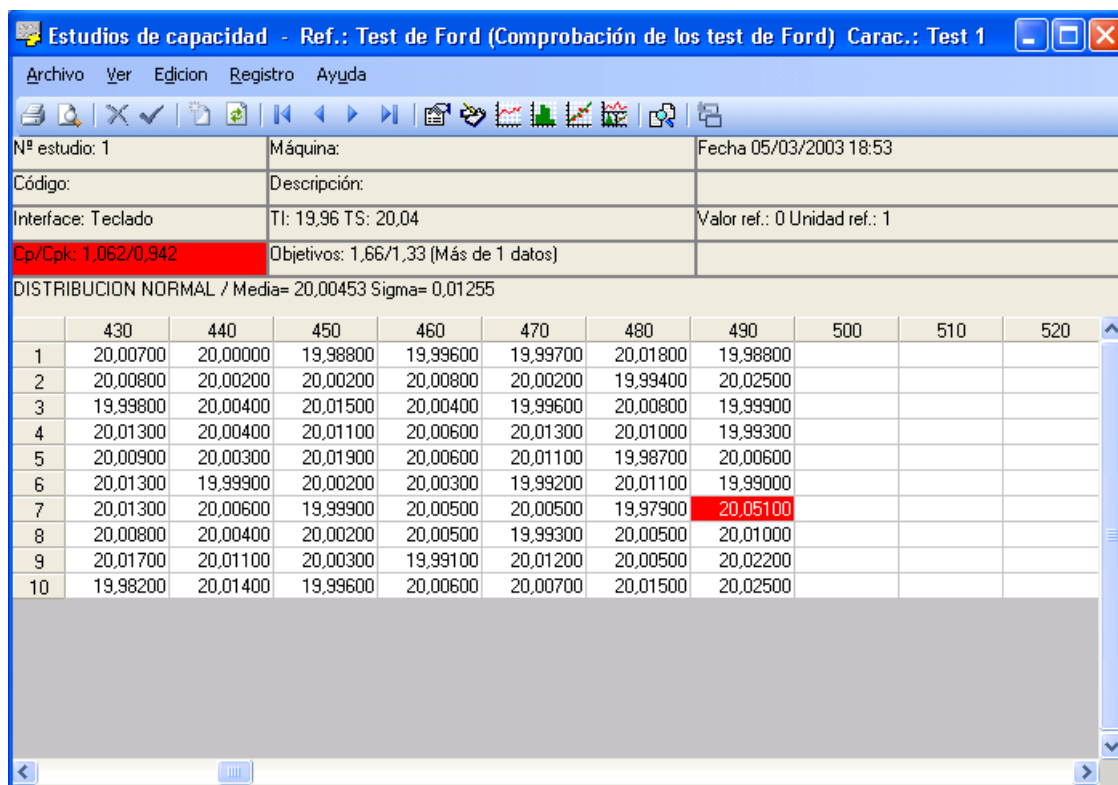 Estudios de capacidad - Ref.: Test de Ford (Comprobación de los test de Ford) Carac.: Test 1
Archivo Ver Edicion Registro Ayuda
Nº estudio: 1 Máquina: Fecha 05/03/2003 18:53
Código: Descripción:
Interface: Teclado TI: 19,96 TS: 20,04 Valor ref.: 0 Unidad ref.: 1
Cp/Cpk: 1,062/0,942 Objetivos: 1,66/1,33 (Más de 1 datos)
DISTRIBUCION NORMAL / Media= 20,00453 Sigma= 0,01255
430 440 450 460 470 480 490 500 510 520
1 20,00700 20,00000 19,98800 19,99600 19,99700 20,01800 19,98800
2 20,00800 20,00200 20,00200 20,00800 20,00200 19,99400 20,02500
3 19,99800 20,00400 20,01500 20,00400 19,99600 20,00800 19,99900
4 20,01300 20,00400 20,01100 20,00600 20,01300 20,01000 19,99300
5 20,00900 20,00300 20,01900 20,00600 20,01100 19,98700 20,00600
6 20,01300 19,99900 20,00200 20,00300 19,99200 20,01100 19,99000
7 20,01300 20,00600 19,99900 20,00500 20,00500 19,97900 20,05100
8 20,00800 20,00400 20,00200 20,00500 19,99300 20,00500 20,01000
9 20,01700 20,01100 20,00300 19,99100 20,01200 20,00500 20,02200
10 19,98200 20,01400 19,99600 20,00600 20,00700 20,01500 20,02500